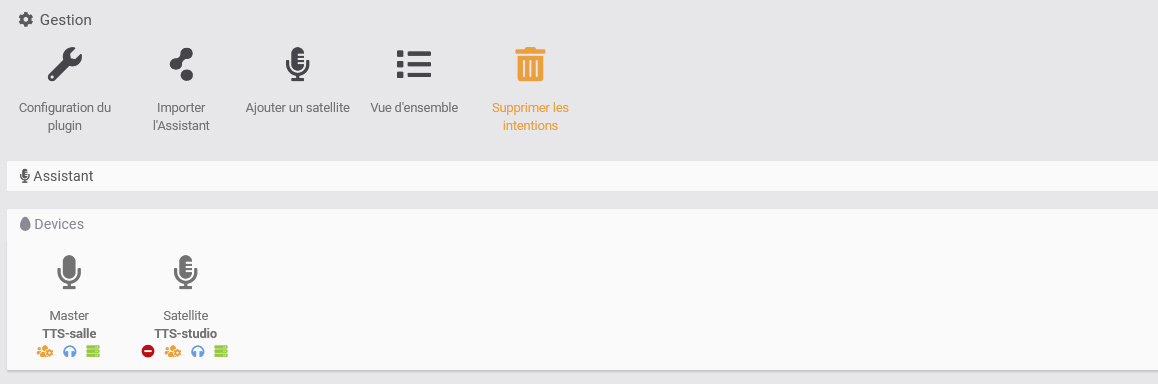 Gestion
Configuration du
plugin
Importer
l'Assistant
Ajouter un satellite
Vue d'ensemble
Supprimer les
intentions
Assistant
Devices
Master
TTS-salle
Satellite
TTS-studio